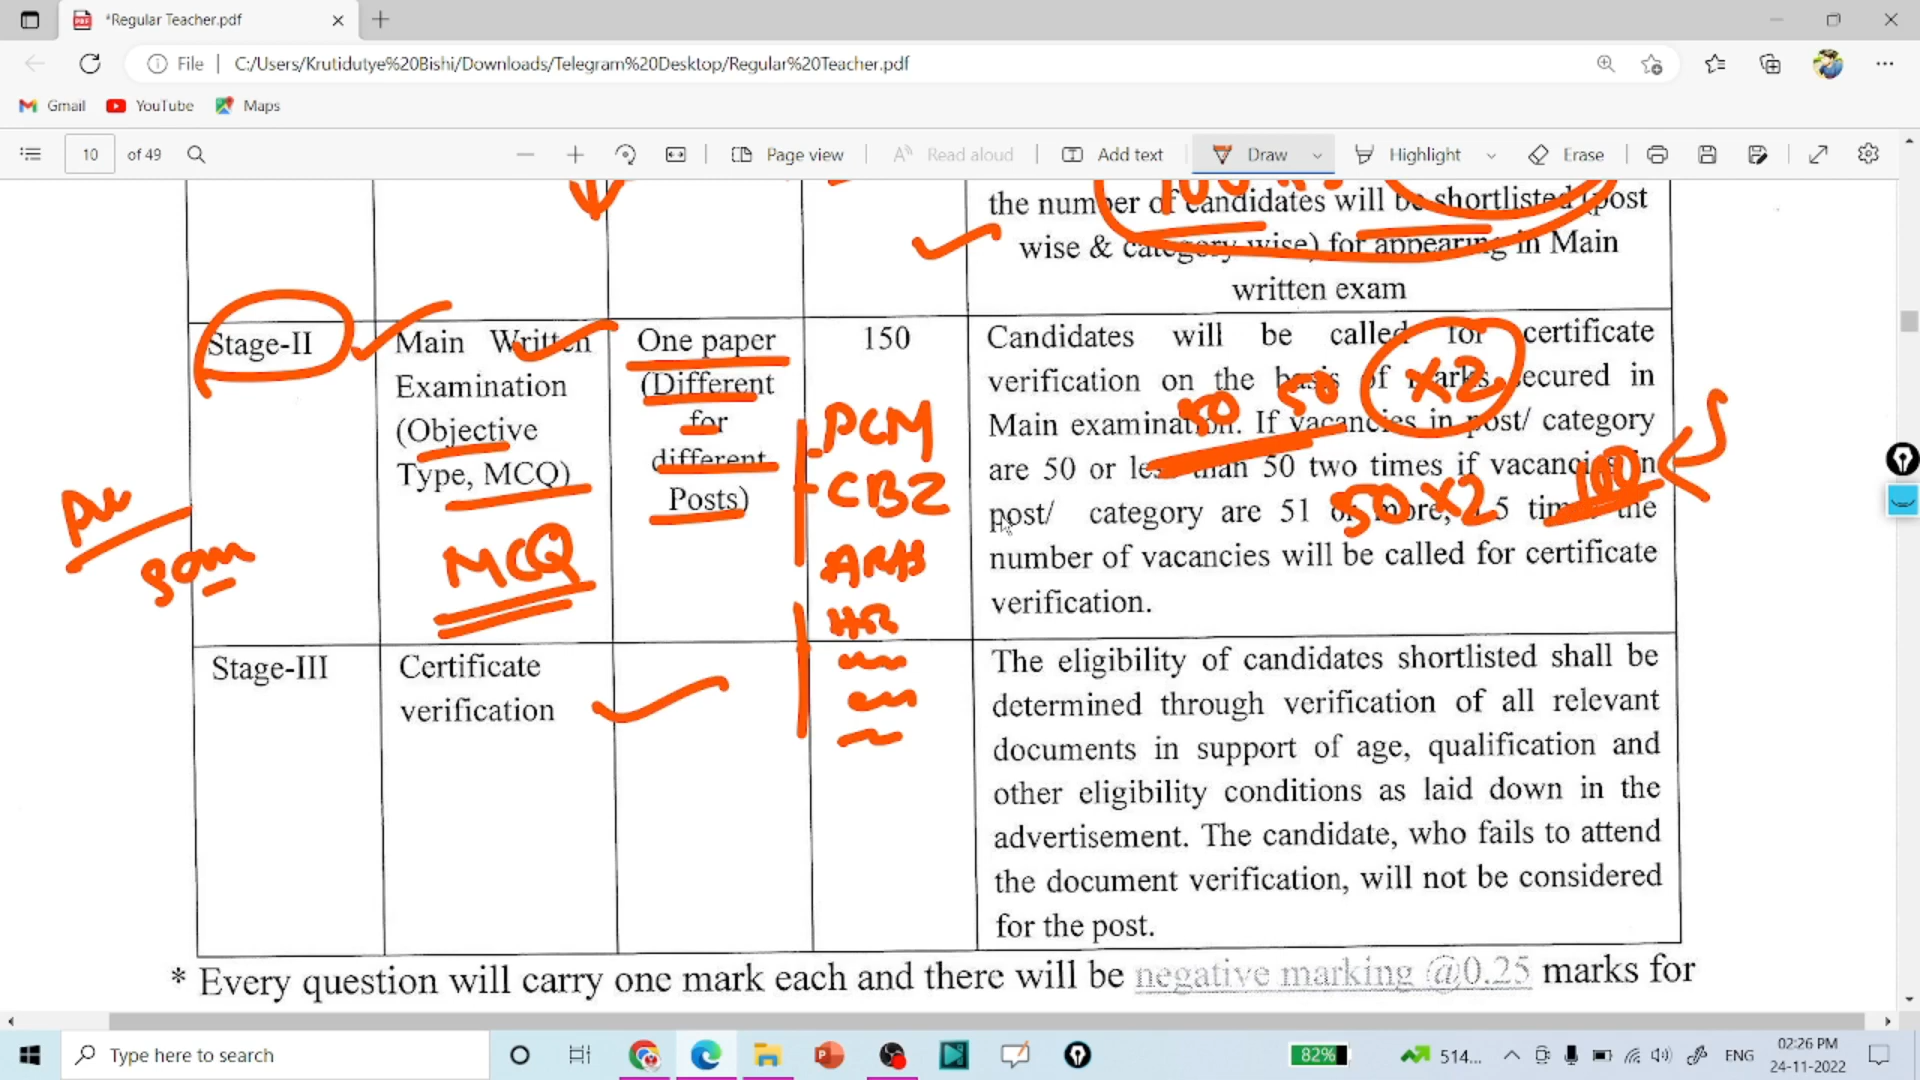 *Regular Teacher.pdf
File
C:/Users/Krutidutye%20Bishi/Downloads/Telegram%20Desktop/Regular%20Teacher.pdf
Gmail
YouTube
Maps
10 of 49
Page view
Read aloud
Add text
Draw
Highlight
Erase
the number of candidates will be shortlisted (post
wise & category wise) for appearing in Main
written exam
Stage-II
Main Written
Examination
(Objective
Type, MCQ)
MCQ
One paper
(Different
for
different
Posts)
150
PCM
CBZ
Arts
Candidates will be called for certificate
verification on the basis of marks secured in
Main examination. If vacancies in post/ category
are 50 or less than 50 two times if vacancies in
post/ category are 51 or more, 1.5 times the
number of vacancies will be called for certificate
verification.
50 50
×2
50×2
100
Stage-III
Certificate
verification
The eligibility of candidates shortlisted shall be
determined through verification of all relevant
documents in support of age, qualification and
other eligibility conditions as laid down in the
advertisement. The candidate, who fails to attend
the document verification, will not be considered
for the post.
* Every question will carry one mark each and there will be negative marking @0.25 marks for
Type here to search
82%
514...
ENG
02:26 PM
24-11-2022